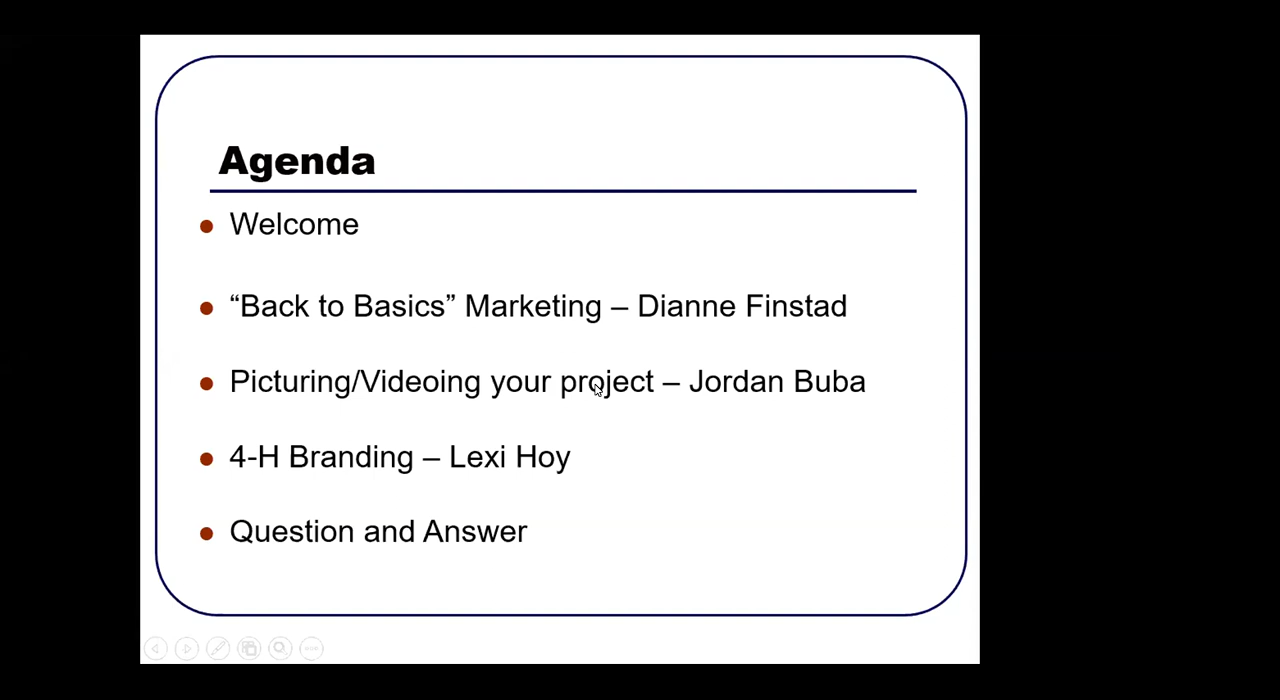 Agenda
Welcome
“Back to Basics” Marketing – Dianne Finstad
Picturing/Videoing your project – Jordan Buba
4-H Branding – Lexi Hoy
Question and Answer